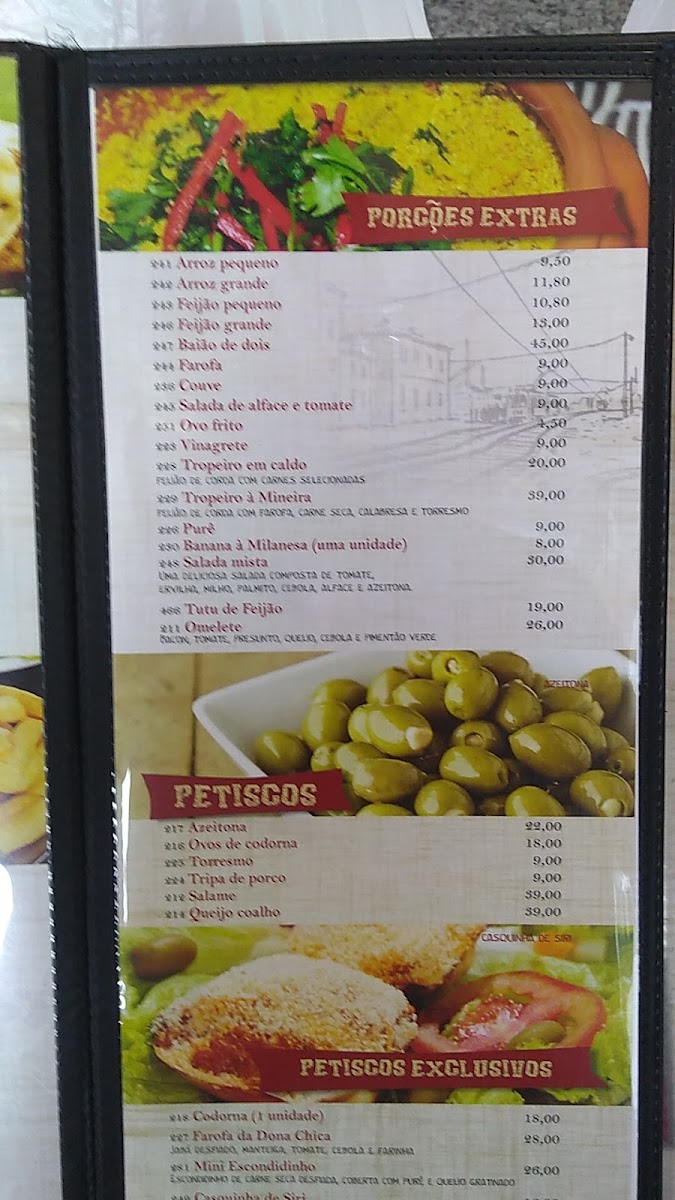 PORÇÕES EXTRAS
241 Arroz pequeno 9,50
242 Arroz grande 11,80
243 Feijão pequeno 10,80
246 Feijão grande 13,00
247 Baião de dois 45,00
244 Farofa 9,00
236 Couve 9,00
245 Salada de alface e tomate 9,00
231 Ovo frito 4,50
223 Vinagrete 9,00
228 Tropeiro em caldo 20,00
FEIJÃO DE CORDA COM CARNES SELECIONADAS
229 Tropeiro à Mineira 39,00
FEIJÃO DE CORDA COM FAROFA, CARNE SECA, CALABRESA E TORRESMO
226 Purê 9,00
230 Banana à Milanesa (uma unidade) 8,00
248 Salada mista 30,00
UMA DELICIOSA SALADA COMPOSTA DE TOMATE,
ERVILHA, MILHO, PALMITO, CEBOLA, ALFACE E AZEITONA.
466 Tutu de Feijão 19,00
211 Omelete 26,00
BACON, TOMATE, PRESUNTO, QUEIJO, CEBOLA E PIMENTÃO VERDE
AZEITONA
PETISCOS
217 Azeitona 22,00
216 Ovos de codorna 18,00
225 Torresmo 9,00
224 Tripa de porco 9,00
212 Salame 39,00
214 Queijo coalho 39,00
CASQUINHA DE SIRI
PETISCOS EXCLUSIVOS
218 Codorna (1 unidade) 18,00
227 Farofa da Dona Chica 28,00
JABÁ DESFIADO, MANTEIGA, TOMATE, CEBOLA E FARINHA
281 Mini Escondidinho 26,00
ESCONDIDINHO DE CARNE SECA DESFIADA, COBERTA COM PURÊ E QUEIJO GRATINADO
Casquinha de Siri